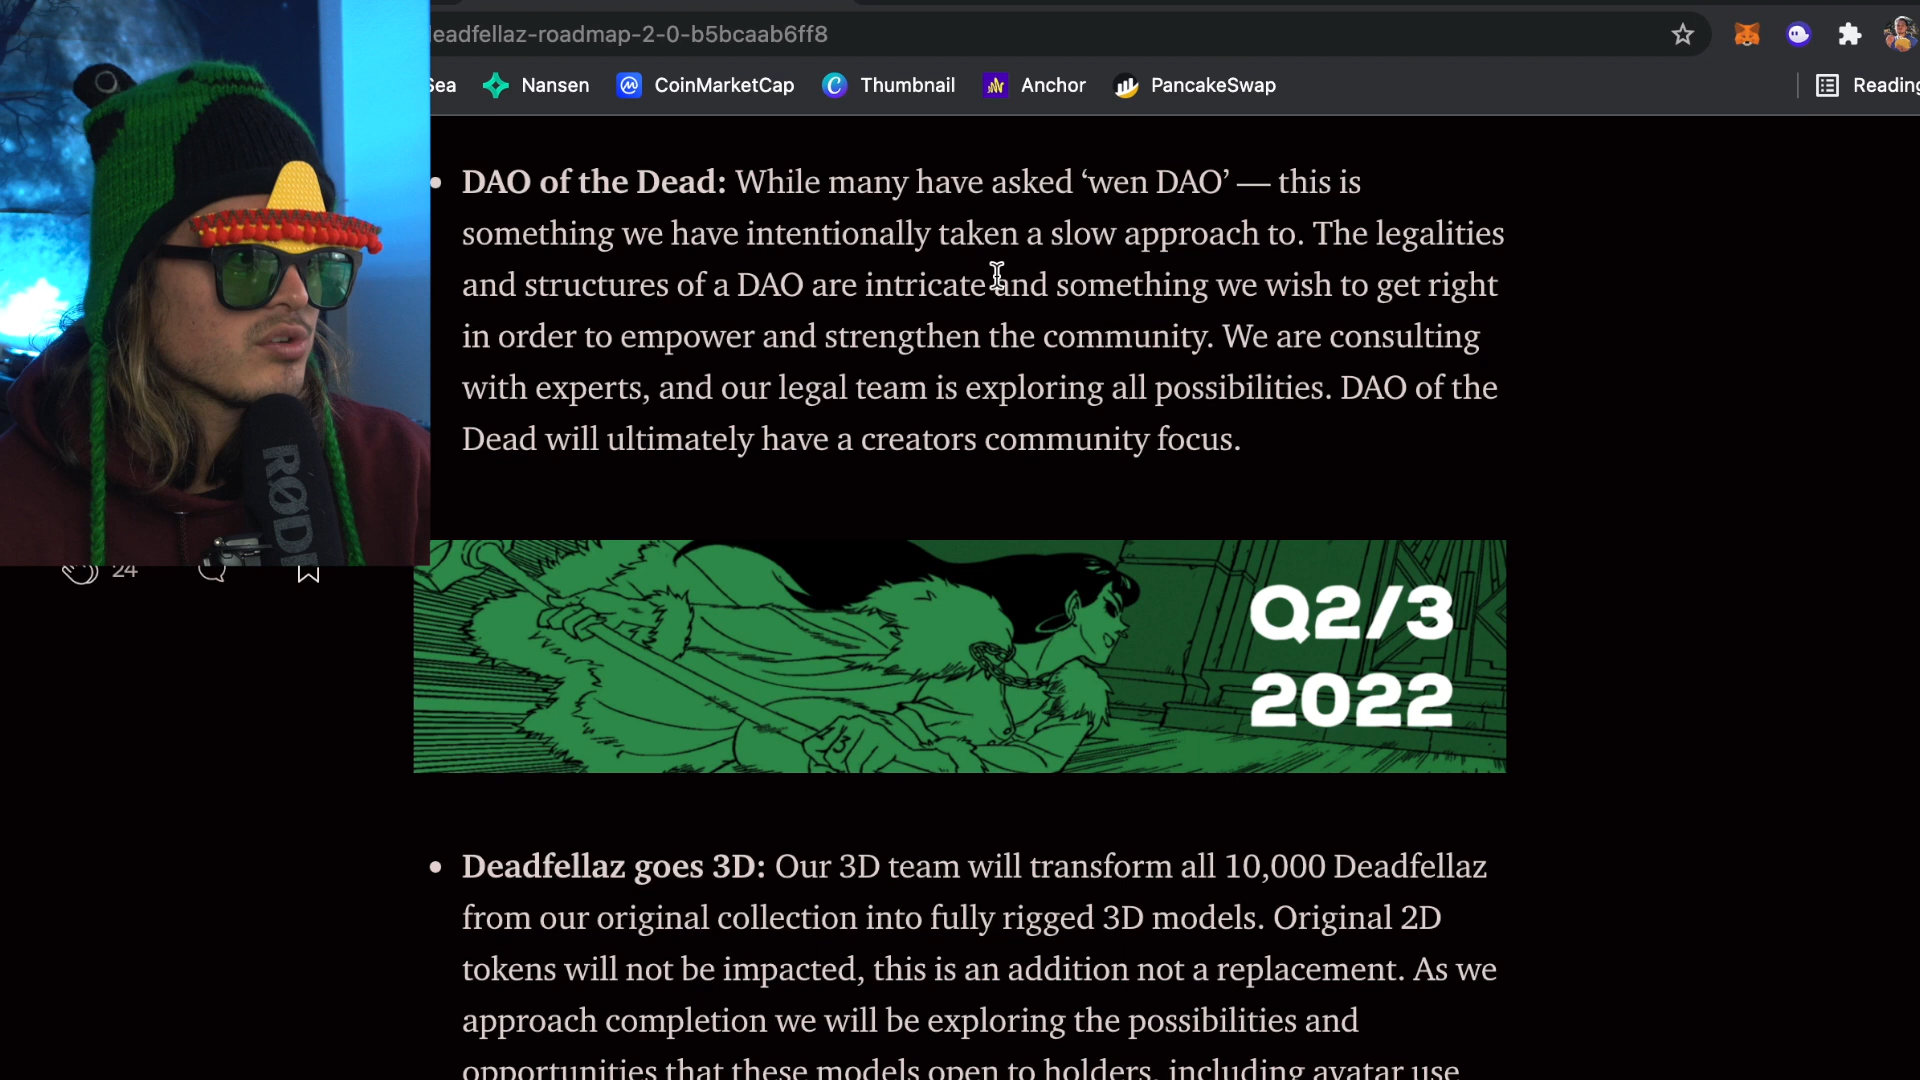 eadfellaz-roadmap-2-0-b5bcaab6ff8
Sea Nansen CoinMarketCap Thumbnail Anchor PancakeSwap Reading
DAO of the Dead: While many have asked ‘wen DAO’ — this is
something we have intentionally taken a slow approach to. The legalities
and structures of a DAO are intricate and something we wish to get right
in order to empower and strengthen the community. We are consulting
with experts, and our legal team is exploring all possibilities. DAO of the
Dead will ultimately have a creators community focus.
RØDE
24
Q2/3
2022
13
Deadfellaz goes 3D: Our 3D team will transform all 10,000 Deadfellaz
from our original collection into fully rigged 3D models. Original 2D
tokens will not be impacted, this is an addition not a replacement. As we
approach completion we will be exploring the possibilities and
opportunities that these models open to holders, including avatar use